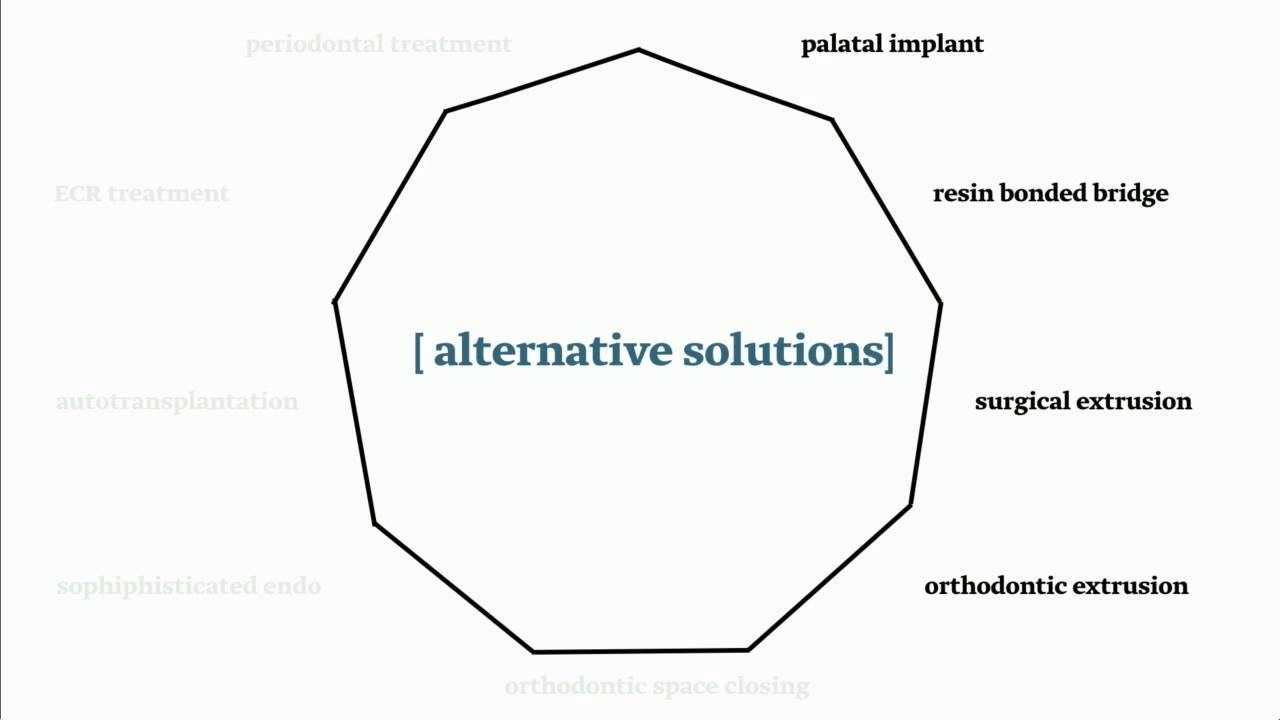 periodontal treatment
palatal implant
ECR treatment
resin bonded bridge
[ alternative solutions]
autotransplantation
surgical extrusion
sophiphisticated endo
orthodontic extrusion
orthodontic space closing